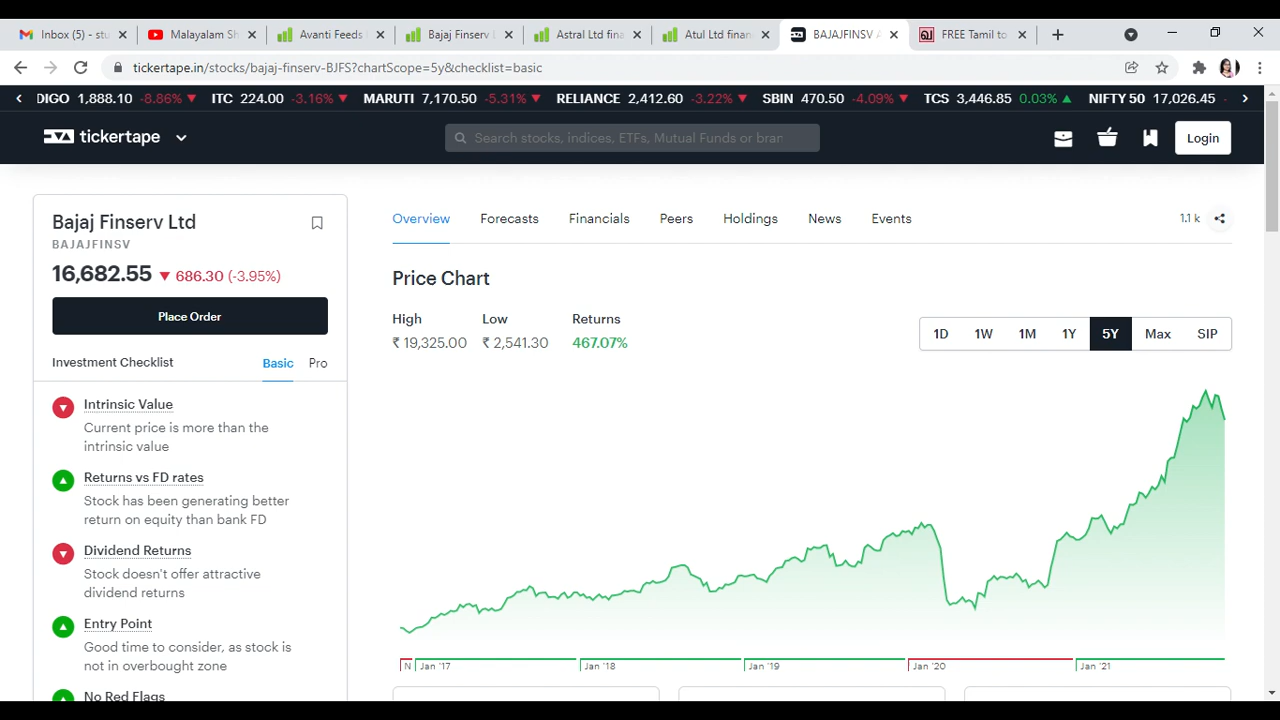 Inbox (5) - stu
Malayalam Sh
Avanti Feeds
Bajaj Finserv L
Astral Ltd fina
Atul Ltd finan
BAJAJFINSV A
FREE Tamil to
tickertape.in/stocks/bajaj-finserv-BJFS?chartScope=5y&checklist=basic
DIGO 1,888.10 -8.86% ▼ ITC 224.00 -3.16% ▼ MARUTI 7,170.50 -5.31% ▼ RELIANCE 2,412.60 -3.22% ▼ SBIN 470.50 -4.09% ▼ TCS 3,446.85 0.03% ▲ NIFTY 50 17,026.45
tickertape
Search stocks, indices, ETFs, Mutual Funds or bran
Login
Bajaj Finserv Ltd
BAJAJFINSV
16,682.55 ▼ 686.30 (-3.95%)
Place Order
Investment Checklist Basic Pro
Intrinsic Value
Current price is more than the
intrinsic value
Returns vs FD rates
Stock has been generating better
return on equity than bank FD
Dividend Returns
Stock doesn't offer attractive
dividend returns
Entry Point
Good time to consider, as stock is
not in overbought zone
No Red Flags
Overview Forecasts Financials Peers Holdings News Events
1.1 k
Price Chart
High Low Returns
₹ 19,325.00 ₹ 2,541.30 467.07%
1D 1W 1M 1Y 5Y Max SIP
N Jan '17 Jan '18 Jan '19 Jan '20 Jan '21